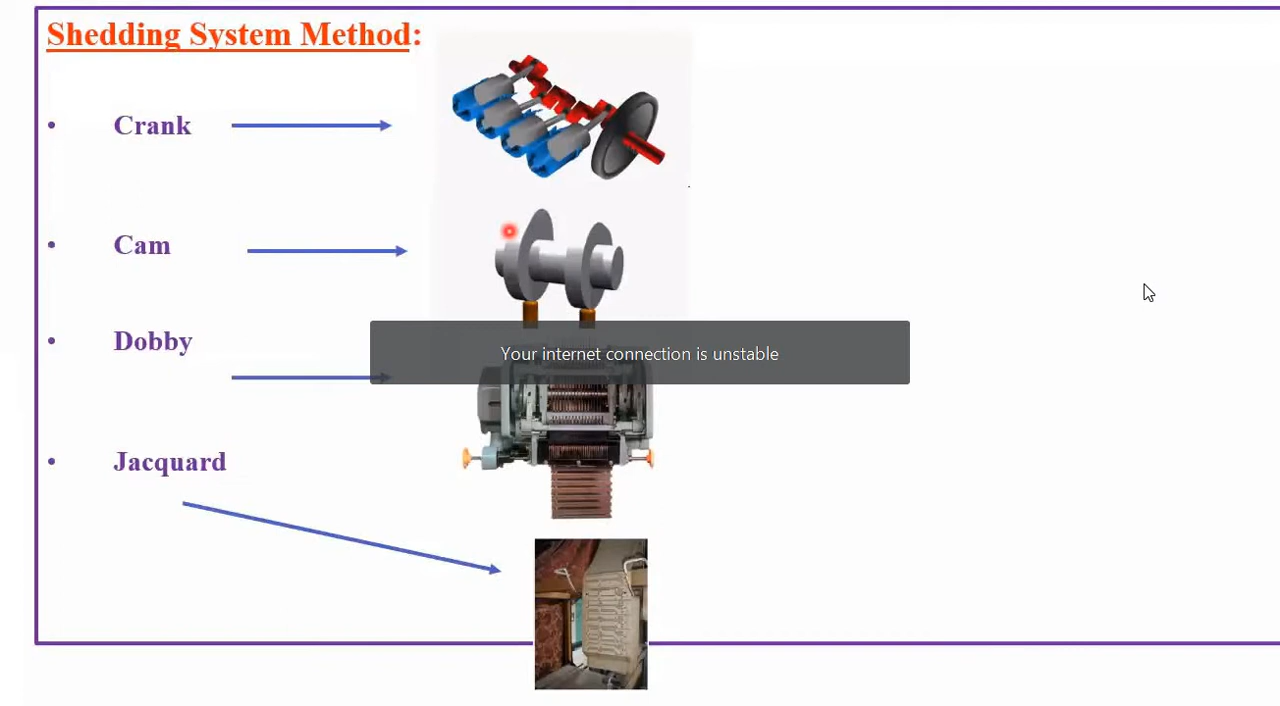 Shedding System Method:
• Crank
• Cam
Your internet connection is unstable
• Dobby
• Jacquard